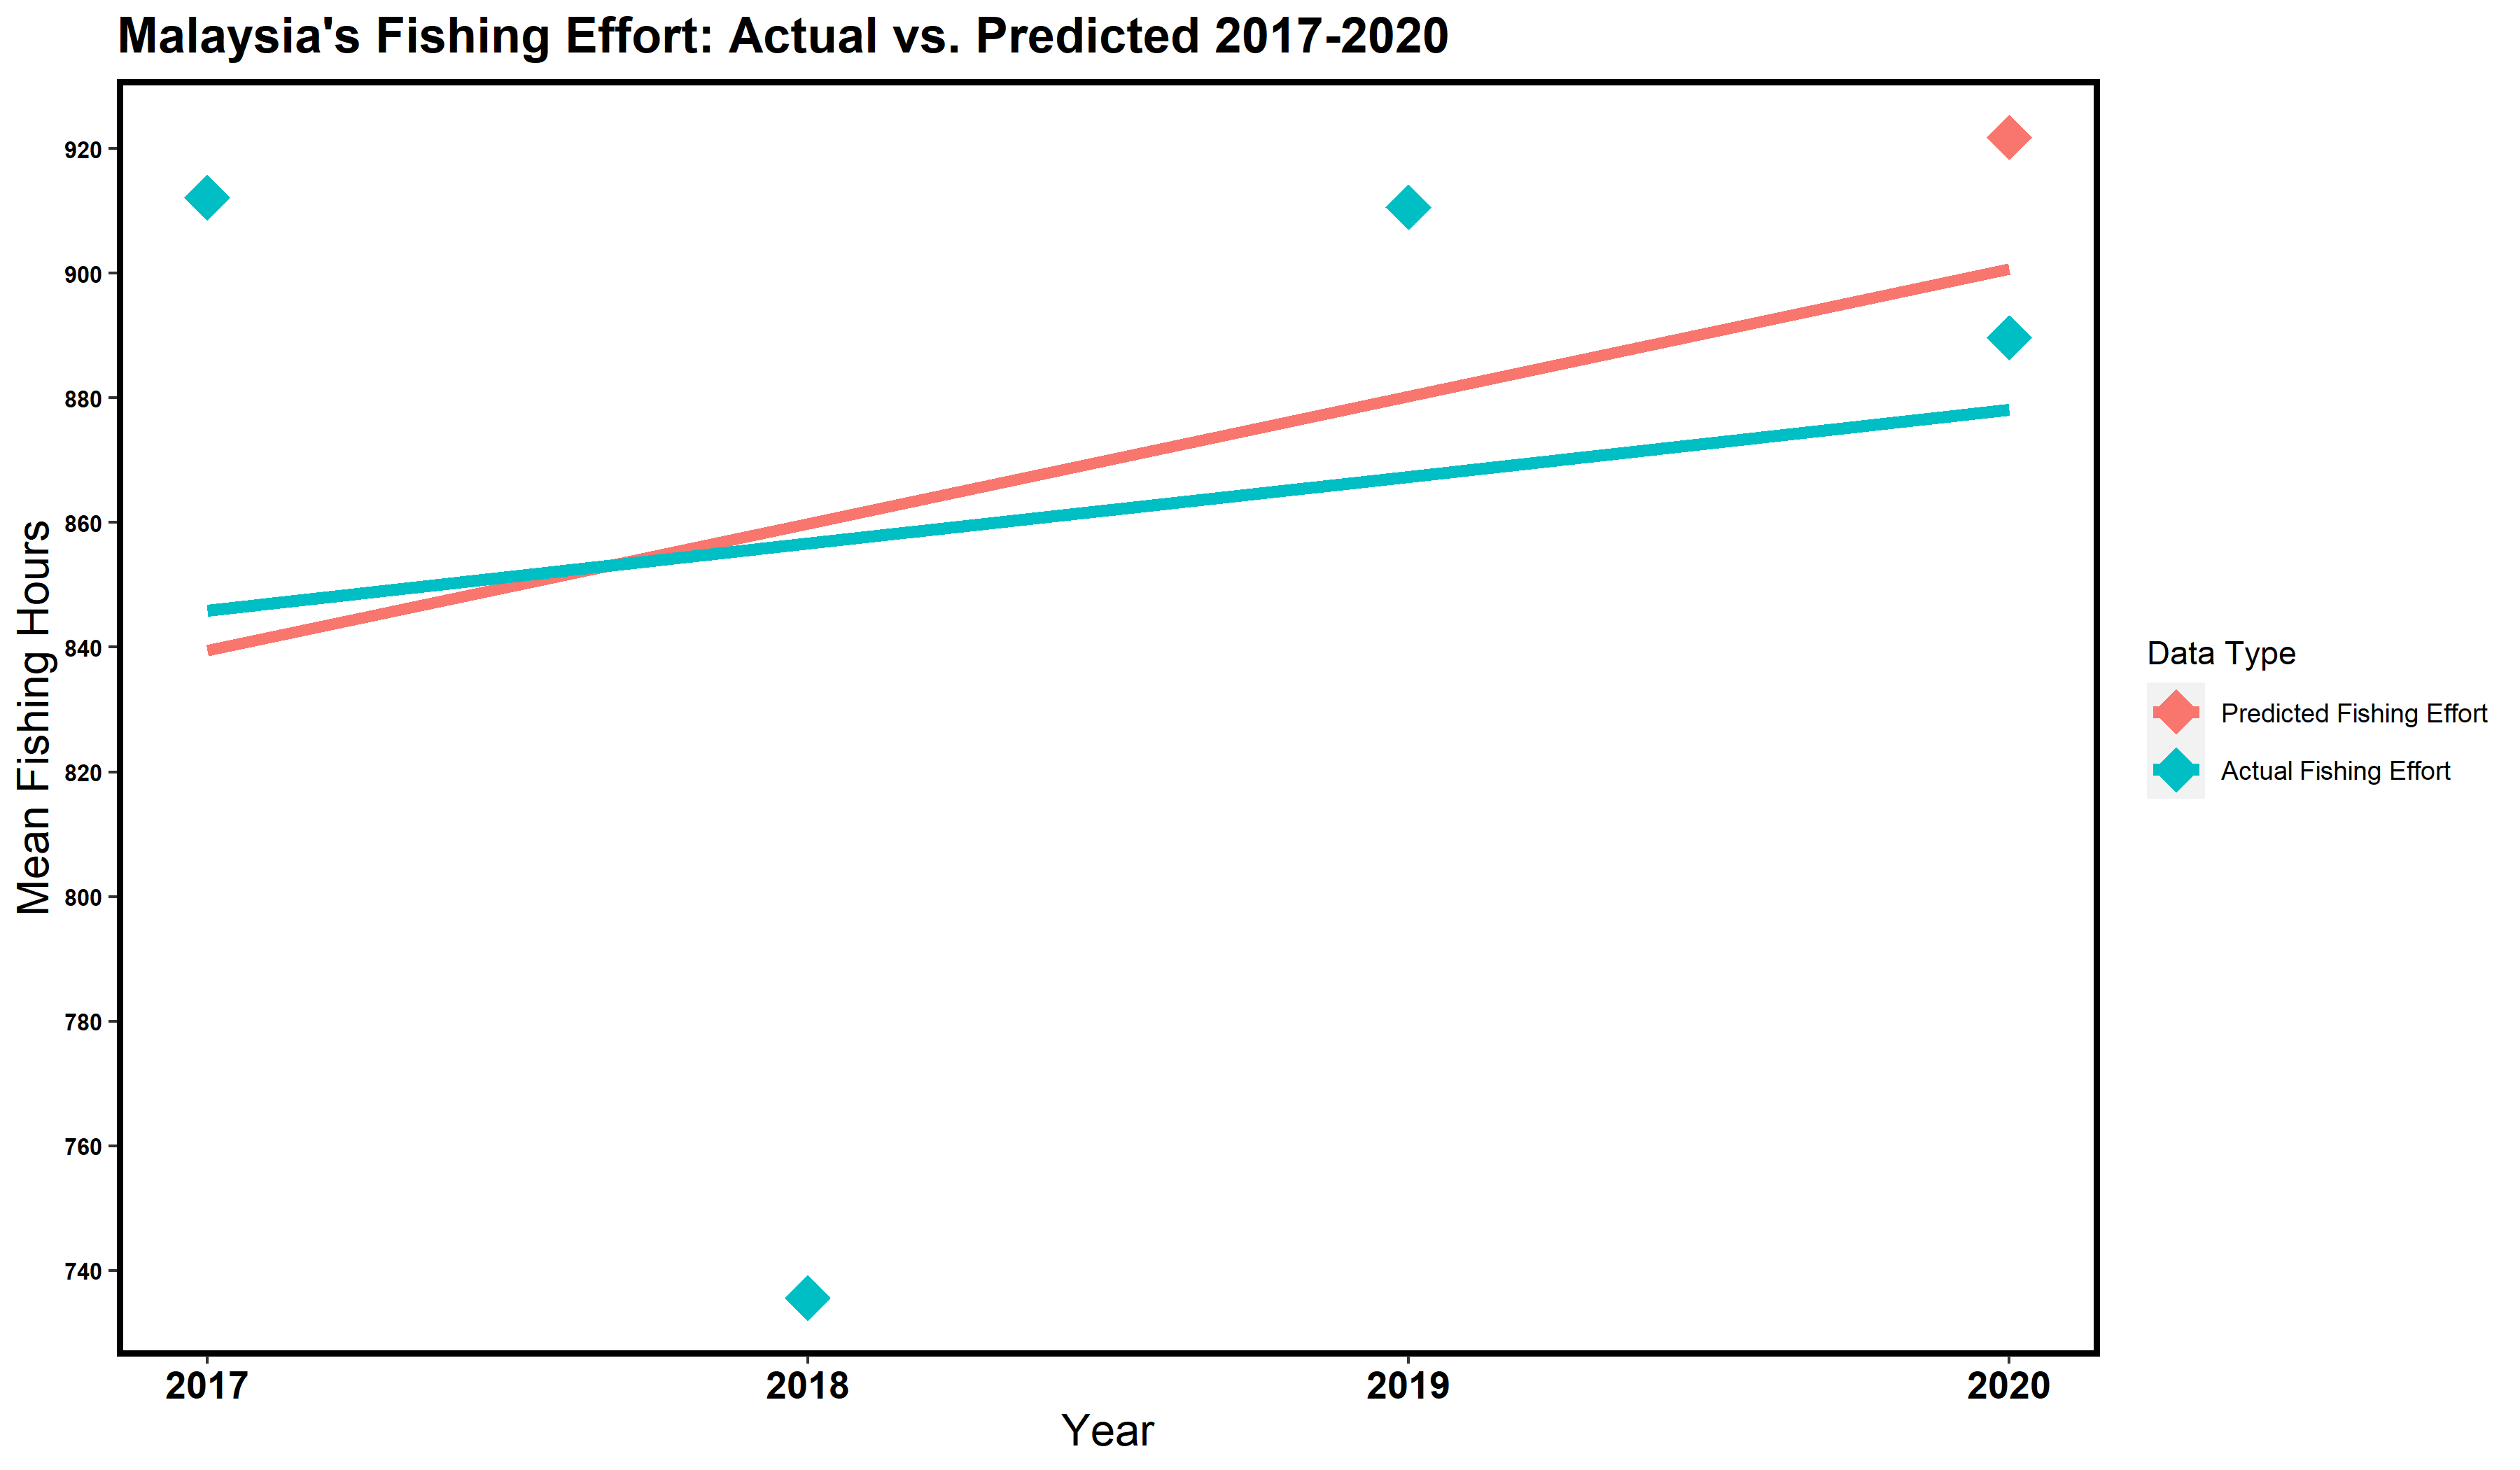 Malaysia's Fishing Effort: Actual vs. Predicted 2017-2020
Mean Fishing Hours
920
900
880
860
840
820
800
780
760
740
2017 2018 2019 2020
Year
Data Type
Predicted Fishing Effort
Actual Fishing Effort